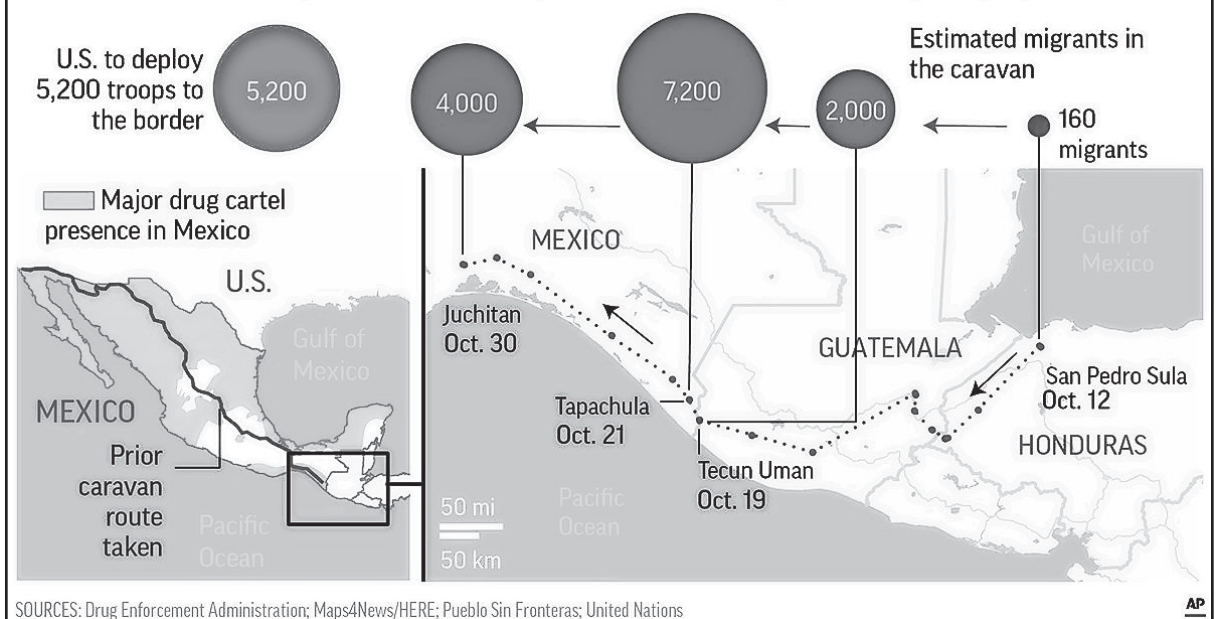 U.S. to deploy
5,200 troops to
the border
5,200
4,000
7,200
2,000
Estimated migrants in
the caravan
160
migrants
Major drug cartel
presence in Mexico
U.S.
Gulf of
Mexico
MEXICO
Prior
caravan
route
taken
Pacific
Ocean
MEXICO
Gulf of
Mexico
Juchitan
Oct. 30
GUATEMALA
San Pedro Sula
Oct. 12
Tapachula
Oct. 21
HONDURAS
Tecun Uman
Oct. 19
Pacific
Ocean
50 mi
50 km
SOURCES: Drug Enforcement Administration; Maps4News/HERE; Pueblo Sin Fronteras; United Nations
AP